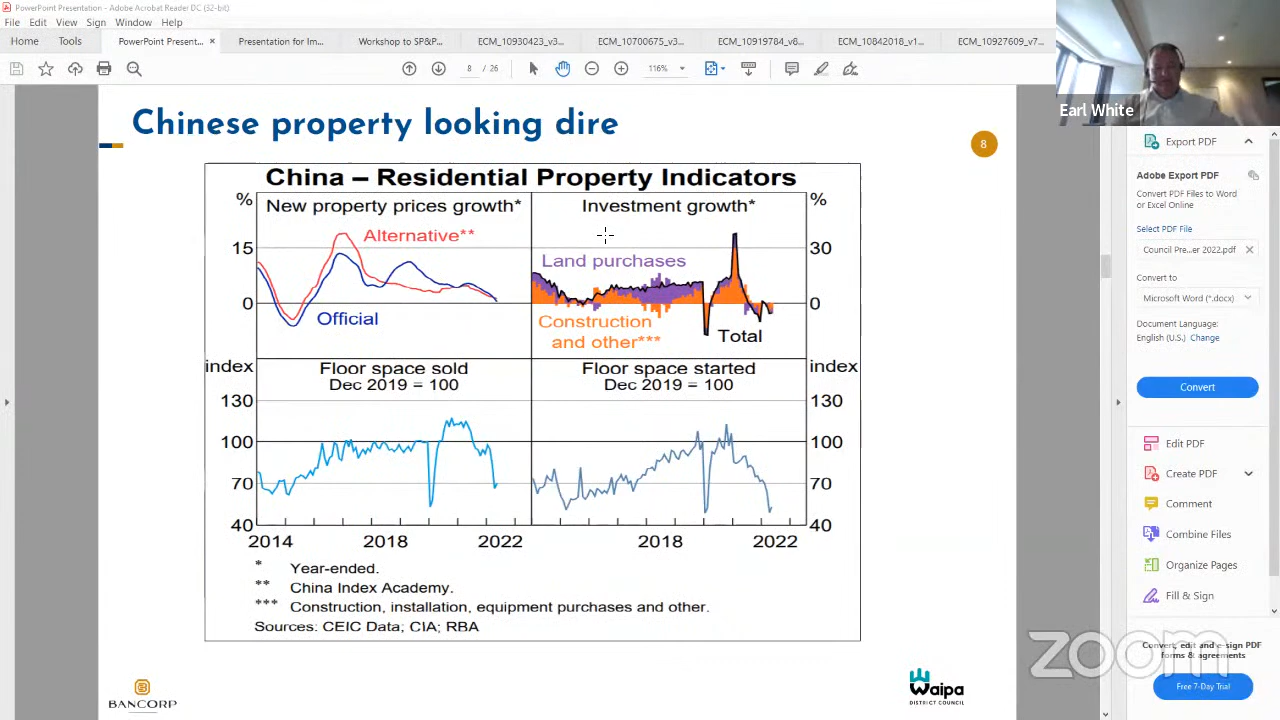 PowerPoint Presentation - Adobe Acrobat Reader DC (32-bit)
File Edit View Sign Window Help
Home Tools PowerPoint Present... × Presentation for Im... Workshop to SP&P... ECM_10930423_v3... ECM_10700675_v3... ECM_10919784_v8... ECM_10842018_v1... ECM_10927609_v7...
8 / 26 116%
Earl White
Chinese property looking dire
8
China – Residential Property Indicators
% New property prices growth* Investment growth* %
Alternative**
15 30
Land purchases
0 0
Official
Construction
and other***
Total
index Floor space sold Floor space started index
Dec 2019 = 100 Dec 2019 = 100
130 130
100 100
70 70
40 40
2014 2018 2022 2018 2022
* Year-ended.
** China Index Academy.
*** Construction, installation, equipment purchases and other.
Sources: CEIC Data; CIA; RBA
BANCORP
Waipa
DISTRICT COUNCIL
Export PDF
Adobe Export PDF
Convert PDF Files to Word
or Excel Online
Select PDF File
Council Pre...er 2022.pdf ×
Convert to
Microsoft Word (*.docx)
Document Language:
English (U.S.) Change
Convert
Edit PDF
Create PDF
Comment
Combine Files
Organize Pages
Fill & Sign
Convert, edit and e-sign PDF
forms & agreements
Free 7-Day Trial
zoom